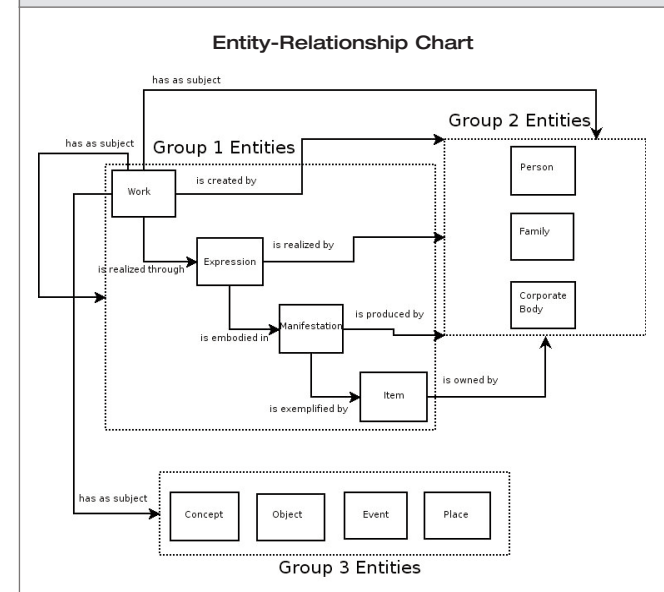 Entity-Relationship Chart
has as subject
Group 2 Entities
has as subject
Group 1 Entities
Person
Work
is created by
Family
is realized by
Expression
is realized through
Corporate
Body
is produced by
Manifestation
is embodied in
is owned by
Item
is exemplified by
has as subject
Concept
Object
Event
Place
Group 3 Entities